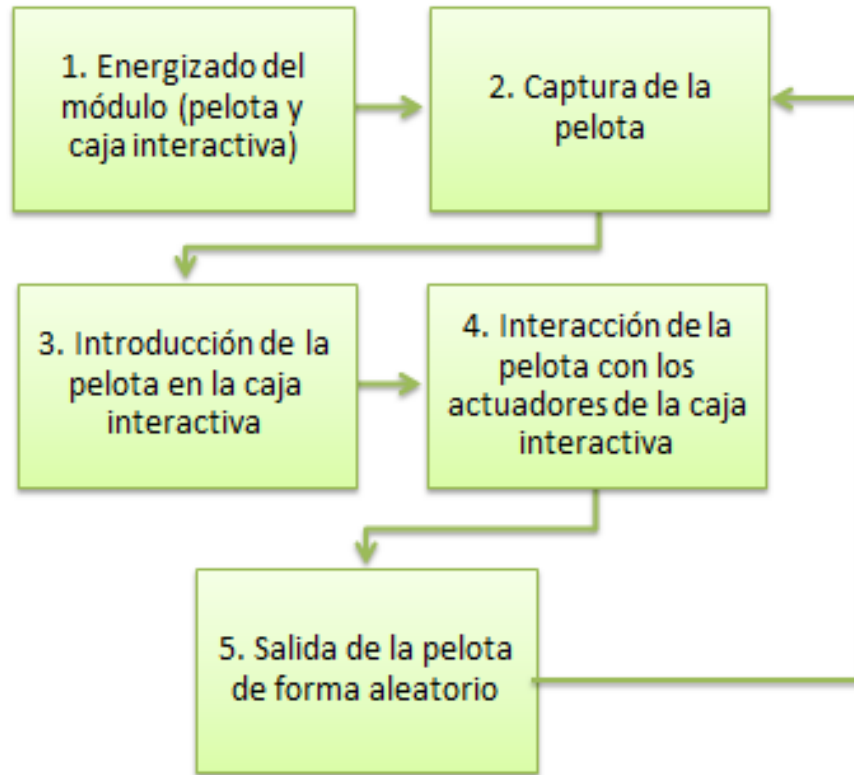 1. Energizado del
módulo (pelota y
caja interactiva)
2. Captura de la
pelota
3. Introducción de la
pelota en la caja
interactiva
4. Interacción de la
pelota con los
actuadores de la caja
interactiva
5. Salida de la pelota
de forma aleatorio